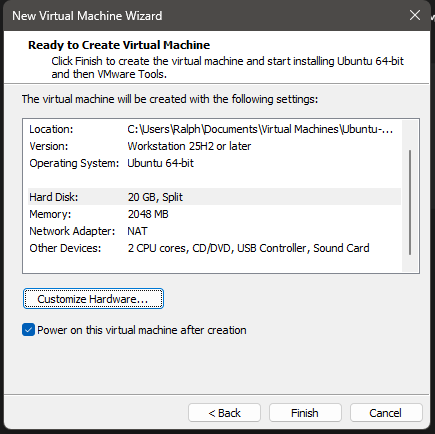 New Virtual Machine Wizard
Ready to Create Virtual Machine
Click Finish to create the virtual machine and start installing Ubuntu 64-bit
and then VMware Tools.
The virtual machine will be created with the following settings:
Location: C:\Users\Ralph\Documents\Virtual Machines\Ubuntu-...
Version: Workstation 25H2 or later
Operating System: Ubuntu 64-bit
Hard Disk: 20 GB, Split
Memory: 2048 MB
Network Adapter: NAT
Other Devices: 2 CPU cores, CD/DVD, USB Controller, Sound Card
Customize Hardware...
Power on this virtual machine after creation
< Back Finish Cancel